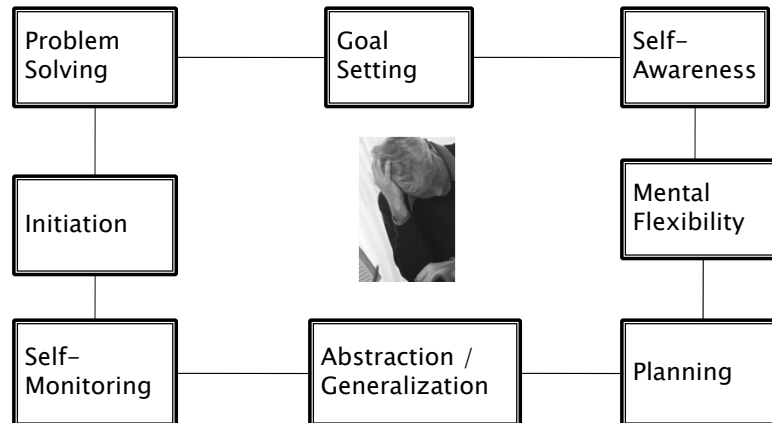 Problem
Solving
Goal
Setting
Self-
Awareness
Initiation
Mental
Flexibility
Self-
Monitoring
Abstraction /
Generalization
Planning